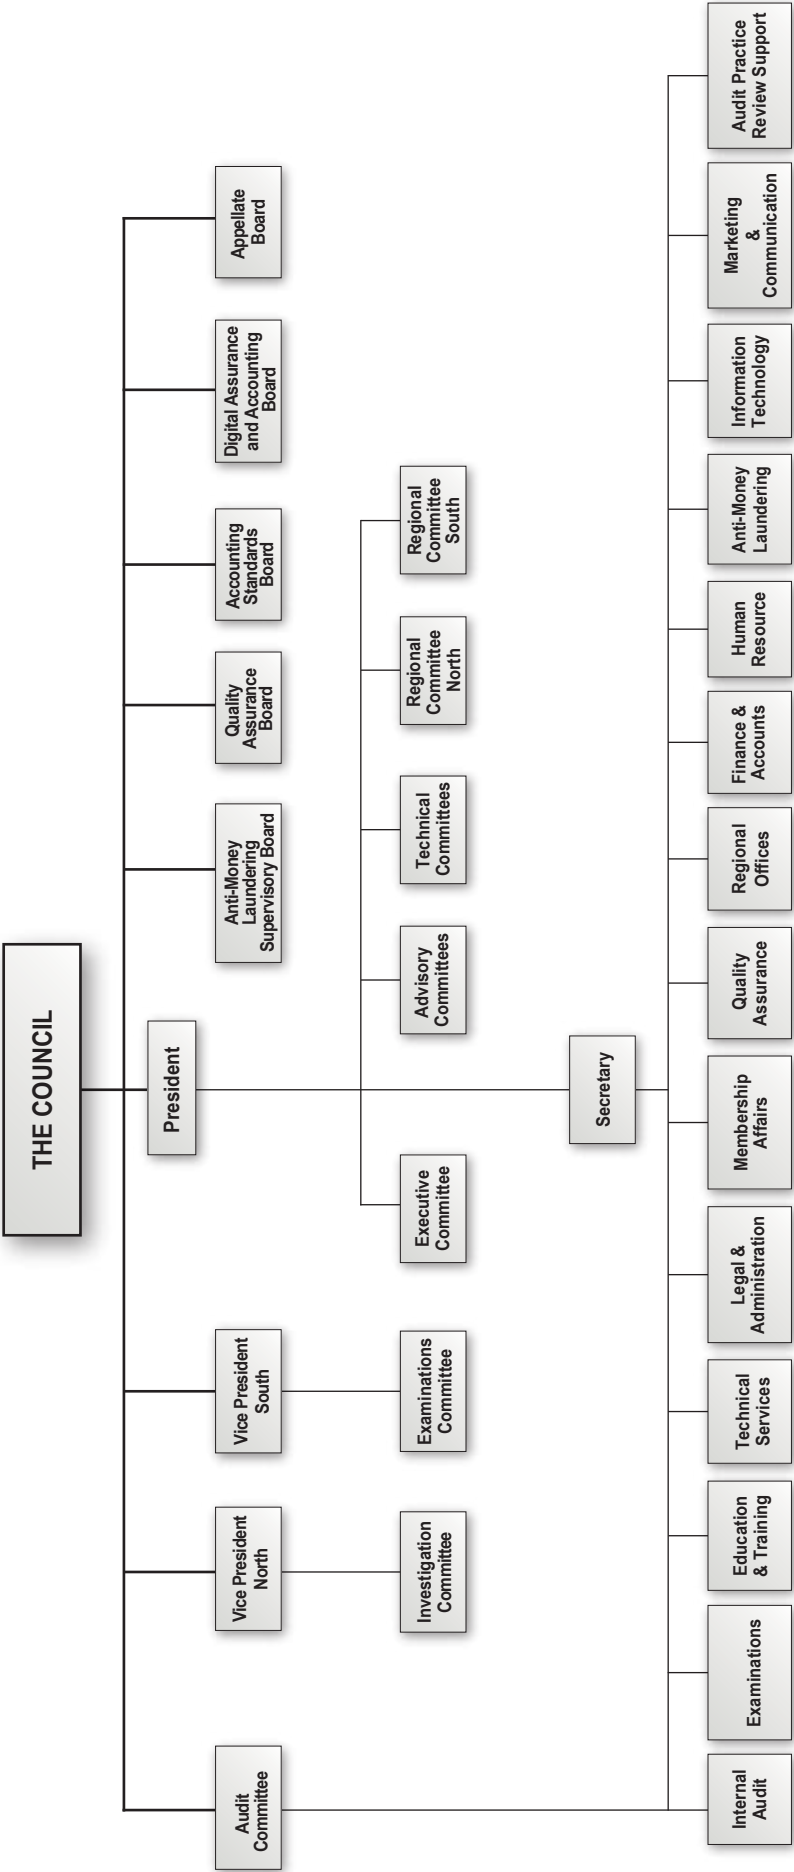 THE COUNCIL
President
Audit
Committee
Vice President
North
Vice President
South
Anti-Money
Laundering
Supervisory Board
Quality
Assurance
Board
Accounting
Standards
Board
Digital Assurance
and Accounting
Board
Appellate
Board
Investigation
Committee
Examinations
Committee
Executive
Committee
Advisory
Committees
Technical
Committees
Regional
Committee
North
Regional
Committee
South
Secretary
Internal
Audit
Examinations
Education
& Training
Technical
Services
Legal &
Administration
Membership
Affairs
Quality
Assurance
Regional
Offices
Finance &
Accounts
Human
Resource
Anti-Money
Laundering
Information
Technology
Marketing
&
Communication
Audit Practice
Review Support